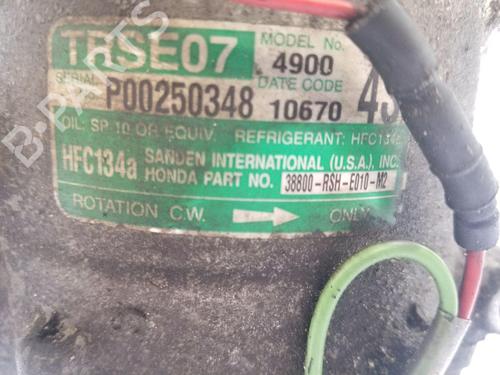 TRSE07 MODEL No. 4900
SERIAL P00250348 DATE CODE 10670
OIL: SP 10 OR EQUIV. REFRIGERANT: HFC134a
HFC134a SANDEN INTERNATIONAL (U.S.A.), INC.
HONDA PART NO. 38800-RSH-E010-M2
ROTATION C.W. ONLY
B-PARTS